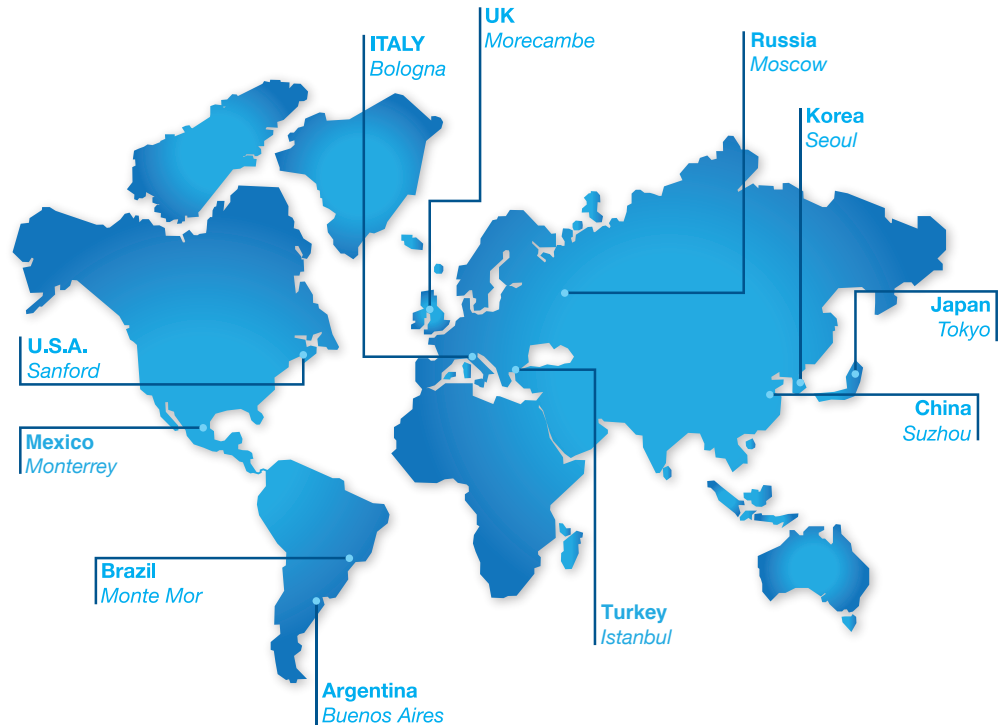 UK
Morecambe
ITALY
Bologna
Russia
Moscow
Korea
Seoul
Japan
Tokyo
U.S.A.
Sanford
China
Suzhou
Mexico
Monterrey
Brazil
Monte Mor
Turkey
Istanbul
Argentina
Buenos Aires